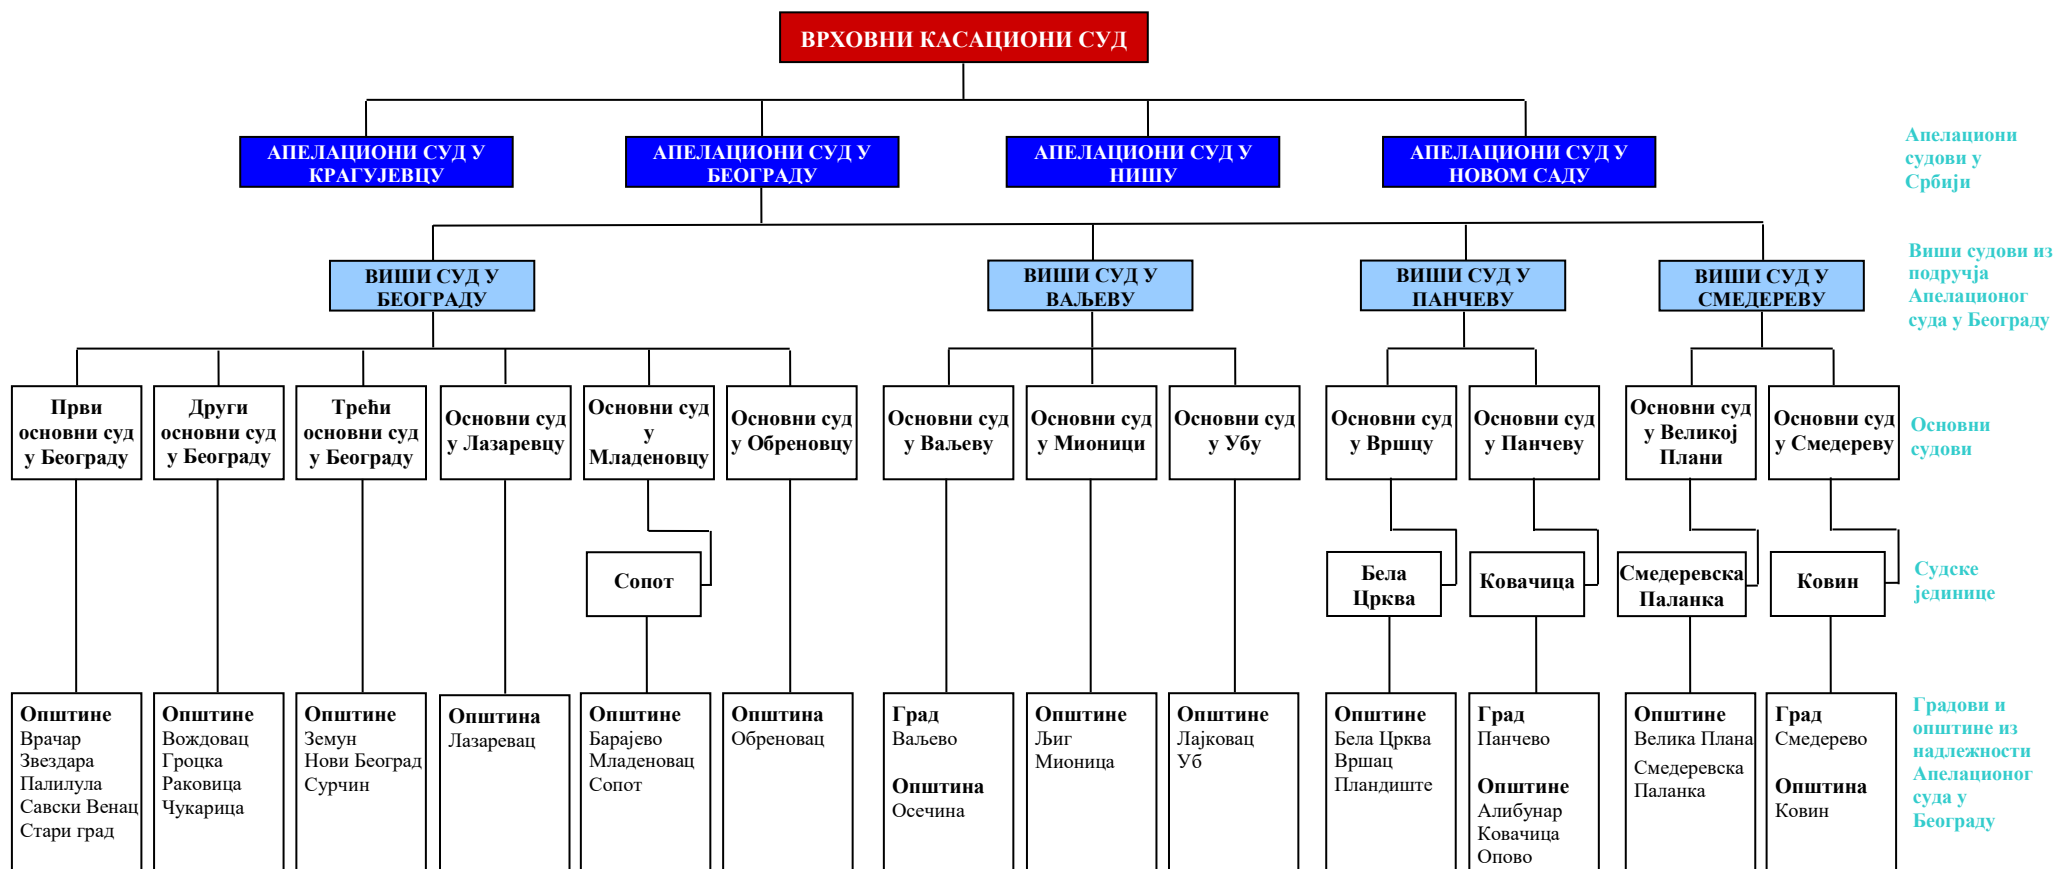 ВРХОВНИ КАСАЦИОНИ СУД
АПЕЛАЦИОНИ СУД У
КРАГУЈЕВЦУ
АПЕЛАЦИОНИ СУД У
БЕОГРАДУ
АПЕЛАЦИОНИ СУД У
НИШУ
АПЕЛАЦИОНИ СУД У
НОВОМ САДУ
Апелациони
судови у
Србији
ВИШИ СУД У
БЕОГРАДУ
ВИШИ СУД У
ВАЉЕВУ
ВИШИ СУД У
ПАНЧЕВУ
ВИШИ СУД У
СМЕДЕРЕВУ
Виши судови из
подручја
Апелационог
суда у Београду
Први
основни суд
у Београду
Други
основни суд
у Београду
Трећи
основни суд
у Београду
Основни суд
у Лазаревцу
Основни суд
у
Младеновцу
Основни суд
у Обреновцу
Основни суд
у Ваљеву
Основни суд
у Мионици
Основни суд
у Убу
Основни суд
у Вршцу
Основни суд
у Панчеву
Основни суд
у Великој
Плани
Основни суд
у Смедереву
Основни
судови
Сопот
Бела
Црква
Ковачица
Смедеревска
Паланка
Ковин
Судске
јединице
Општине
Врачар
Звездара
Палилула
Савски Венац
Стари град
Општине
Вождовац
Гроцка
Раковица
Чукарица
Општине
Земун
Нови Београд
Сурчин
Општина
Лазаревац
Општине
Барајево
Младеновац
Сопот
Општина
Обреновац
Град
Ваљево
Општина
Осечина
Општине
Љиг
Мионица
Општине
Лајковац
Уб
Општине
Бела Црква
Вршац
Пландиште
Град
Панчево
Општине
Алибунар
Ковачица
Опово
Општине
Велика Плана
Смедеревска
Паланка
Град
Смедерево
Општина
Ковин
Градови и
општине из
надлежности
Апелационог
суда у
Београду